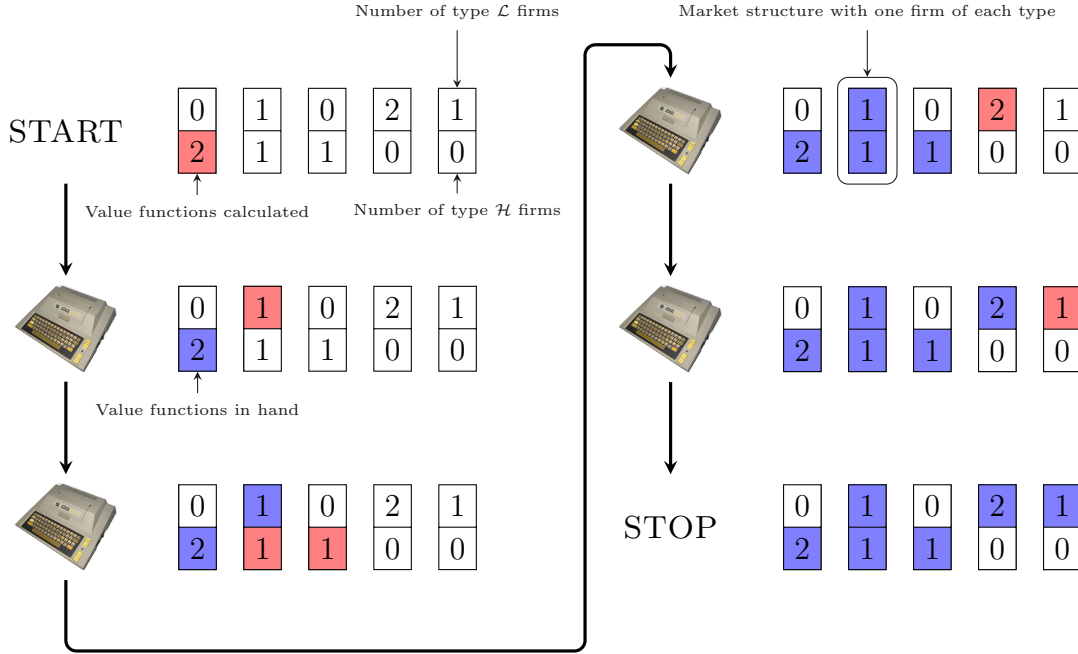 Number of type ℒ firms
0 1 0 2 1
START
2 1 1 0 0
Value functions calculated
Number of type ℋ firms
0 1 0 2 1
2 1 1 0 0
Value functions in hand
0 1 0 2 1
2 1 1 0 0
Market structure with one firm of each type
0 1 0 2 1
2 1 1 0 0
0 1 0 2 1
2 1 1 0 0
0 1 0 2 1
STOP
2 1 1 0 0